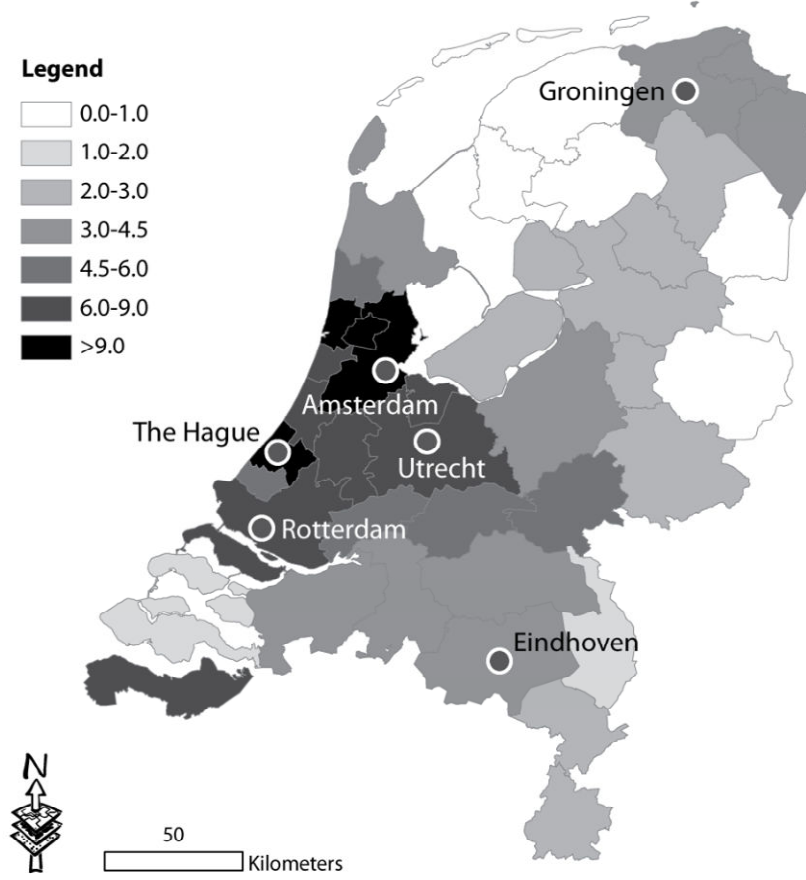 Legend
0.0-1.0
1.0-2.0
2.0-3.0
3.0-4.5
4.5-6.0
6.0-9.0
>9.0
Groningen
Amsterdam
The Hague
Utrecht
Rotterdam
Eindhoven
N
50
Kilometers